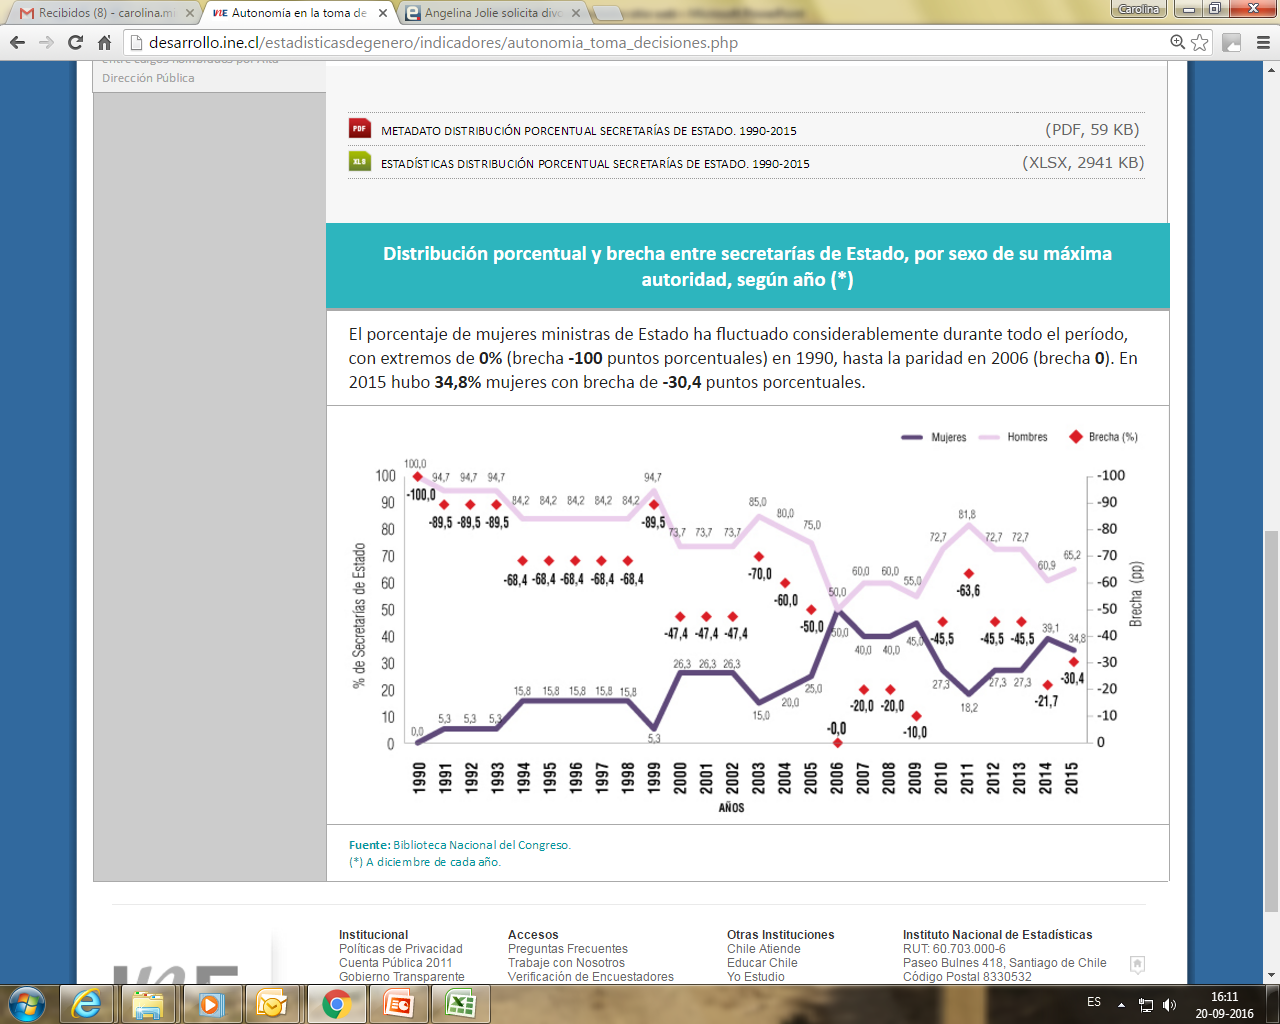 Recibidos (8) - carolina.m
INE Autonomía en la toma de
Angelina Jolie solicita divo
Carolina
desarrollo.ine.cl/estadisticasdegenero/indicadores/autonomia_toma_decisiones.php
entre cargos nombrados por Alta
Dirección Pública
PDF METADATO DISTRIBUCIÓN PORCENTUAL SECRETARÍAS DE ESTADO. 1990-2015 (PDF, 59 KB)
XLS ESTADÍSTICAS DISTRIBUCIÓN PORCENTUAL SECRETARÍAS DE ESTADO. 1990-2015 (XLSX, 2941 KB)
Distribución porcentual y brecha entre secretarías de Estado, por sexo de su máxima
autoridad, según año (*)
El porcentaje de mujeres ministras de Estado ha fluctuado considerablemente durante todo el período,
con extremos de 0% (brecha -100 puntos porcentuales) en 1990, hasta la paridad en 2006 (brecha 0). En
2015 hubo 34,8% mujeres con brecha de -30,4 puntos porcentuales.
Mujeres Hombres Brecha (%)
% de Secretarías de Estado
100
90
80
70
60
50
40
30
20
10
0
100,0 94,7 94,7 94,7 84,2 84,2 84,2 84,2 84,2 94,7 73,7 73,7 73,7 85,0 80,0 75,0 50,0 60,0 60,0 55,0 72,7 81,8 72,7 72,7 60,9 65,2
-100,0 -89,5 -89,5 -89,5 -68,4 -68,4 -68,4 -68,4 -68,4 -89,5 -47,4 -47,4 -47,4 -70,0 -60,0 -50,0 -0,0 -20,0 -20,0 -10,0 -45,5 -63,6 -45,5 -45,5 -21,7 -30,4
0,0 5,3 5,3 5,3 15,8 15,8 15,8 15,8 15,8 5,3 26,3 26,3 26,3 15,0 20,0 25,0 50,0 40,0 40,0 45,0 27,3 18,2 27,3 27,3 39,1 34,8
-100
-90
-80
-70
-60
-50
-40
-30
-20
-10
0
Brecha (pp)
1990 1991 1992 1993 1994 1995 1996 1997 1998 1999 2000 2001 2002 2003 2004 2005 2006 2007 2008 2009 2010 2011 2012 2013 2014 2015
AÑOS
Fuente: Biblioteca Nacional del Congreso.
(*) A diciembre de cada año.
INE
Institucional
Políticas de Privacidad
Cuenta Pública 2011
Gobierno Transparente
Accesos
Preguntas Frecuentes
Trabaje con Nosotros
Verificación de Encuestadores
Otras Instituciones
Chile Atiende
Educar Chile
Yo Estudio
Instituto Nacional de Estadísticas
RUT: 60.703.000-6
Paseo Bulnes 418, Santiago de Chile
Código Postal 8330532
ES
16:11
20-09-2016